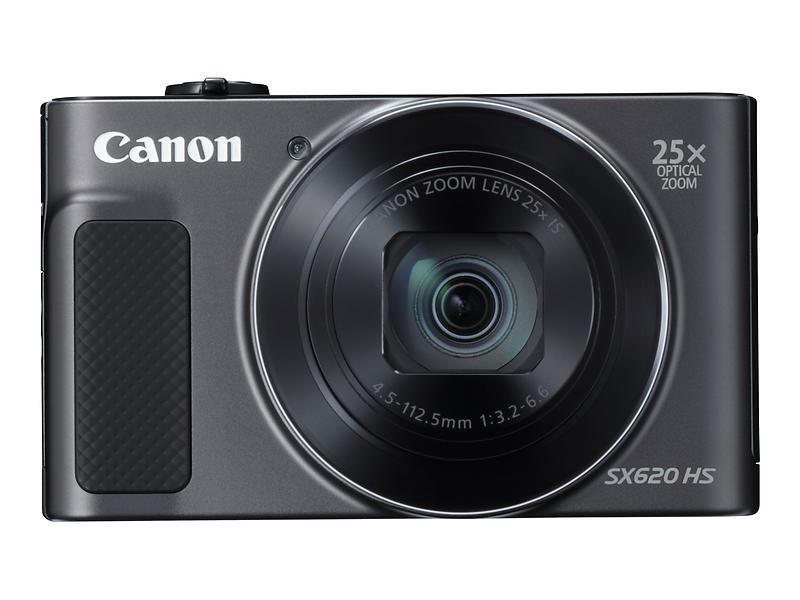 Canon
25×
OPTICAL
ZOOM
CANON ZOOM LENS 25× IS
4.5-112.5mm 1:3.2-6.6
SX620 HS